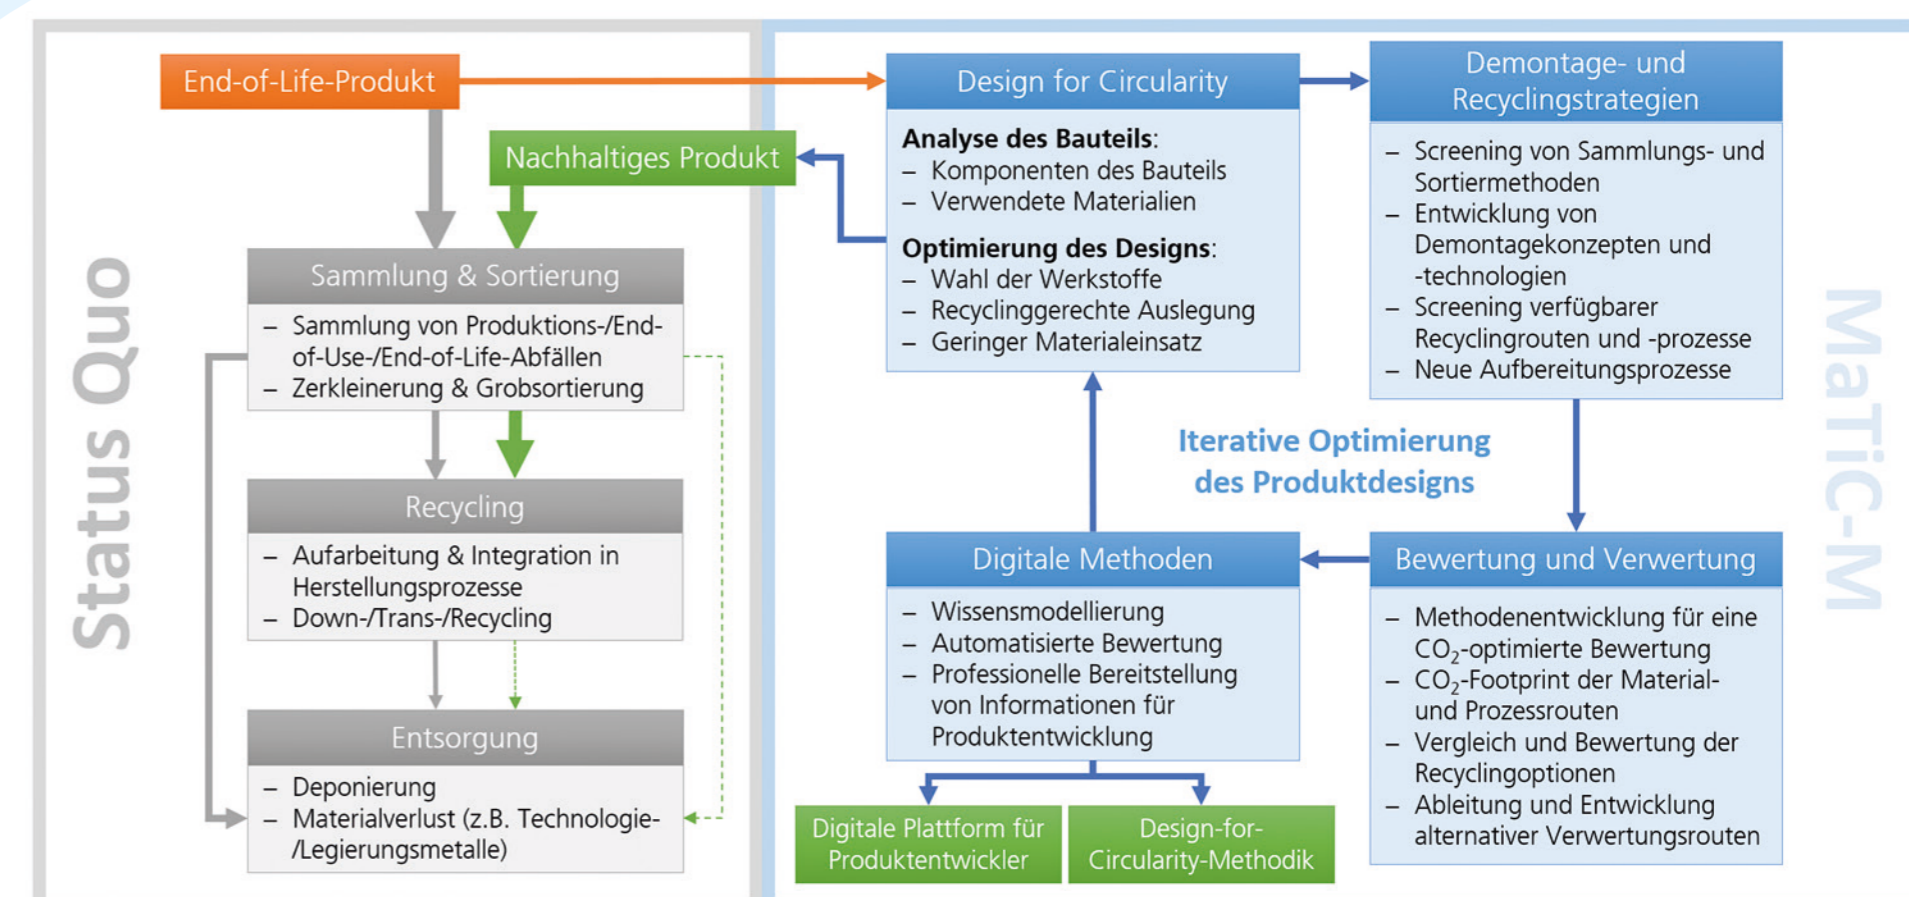 Status Quo
End-of-Life-Produkt
Nachhaltiges Produkt
Sammlung & Sortierung
– Sammlung von Produktions-/End-
of-Use-/End-of-Life-Abfällen
– Zerkleinerung & Grobsortierung
Recycling
– Aufarbeitung & Integration in
Herstellungsprozesse
– Down-/Trans-/Recycling
Entsorgung
– Deponierung
– Materialverlust (z.B. Technologie-
/Legierungsmetalle)
Design for Circularity
Analyse des Bauteils:
– Komponenten des Bauteils
– Verwendete Materialien
Optimierung des Designs:
– Wahl der Werkstoffe
– Recyclinggerechte Auslegung
– Geringer Materialeinsatz
Demontage- und
Recyclingstrategien
– Screening von Sammlungs- und
Sortiermethoden
– Entwicklung von
Demontagekonzepten und
-technologien
– Screening verfügbarer
Recyclingrouten und -prozesse
– Neue Aufbereitungsprozesse
Iterative Optimierung
des Produktdesigns
Digitale Methoden
– Wissensmodellierung
– Automatisierte Bewertung
– Professionelle Bereitstellung
von Informationen für
Produktentwicklung
Digitale Plattform für
Produktentwickler
Design-for-
Circularity-Methodik
Bewertung und Verwertung
– Methodenentwicklung für eine
CO₂-optimierte Bewertung
– CO₂-Footprint der Material-
und Prozessrouten
– Vergleich und Bewertung der
Recyclingoptionen
– Ableitung und Entwicklung
alternativer Verwertungsrouten
MaTiC-M